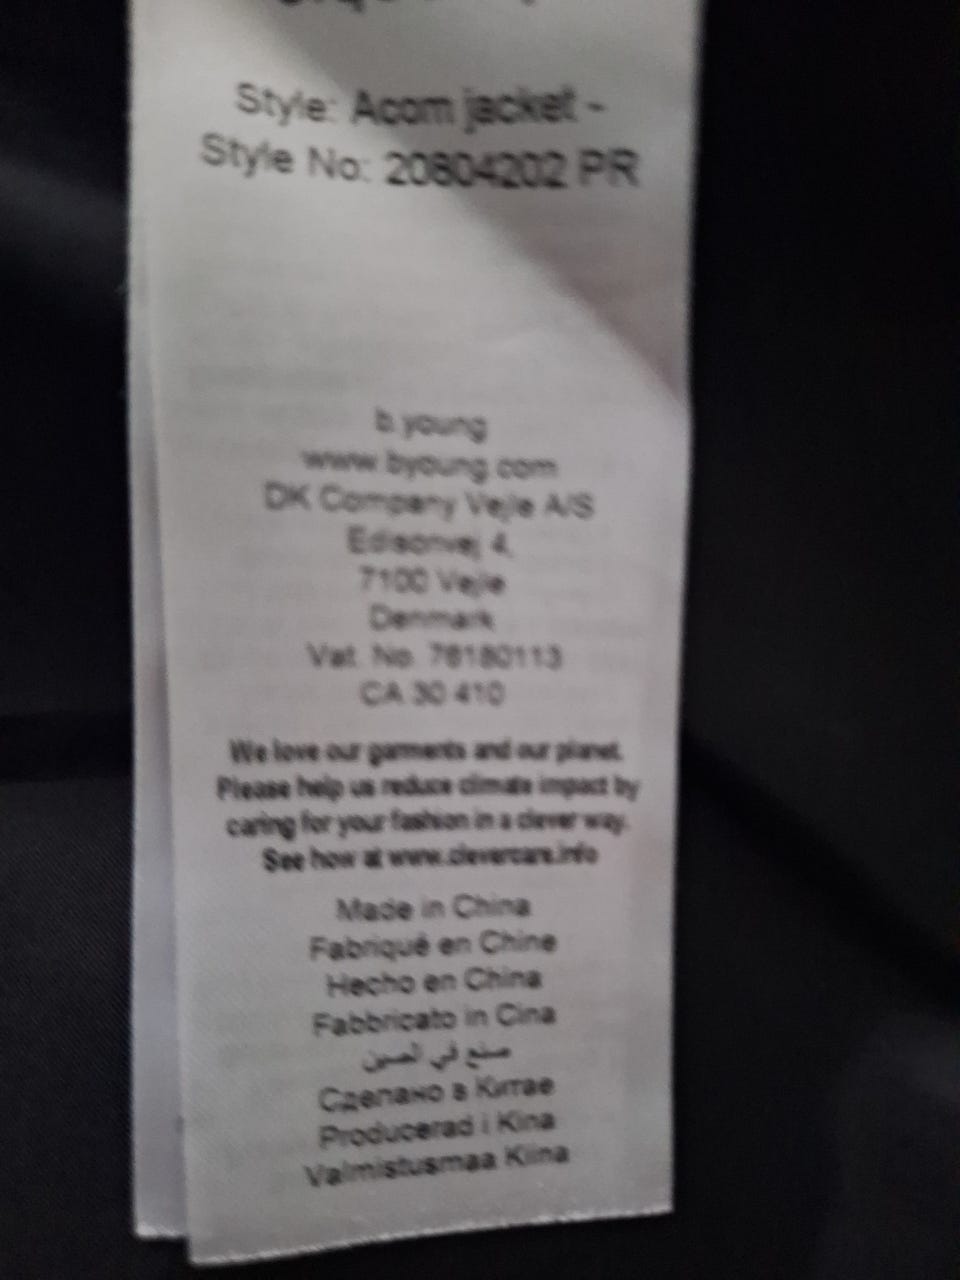 Style: Acom jacket -
Style No: 20804202 PR
b.young
www.byoung.com
DK Company Vejle A/S
Edisonvej 4,
7100 Vejle
Denmark
Vat. No. 76180113
CA 30 410
We love our garments and our planet.
Please help us reduce climate impact by
caring for your fashion in a clever way.
See how at www.clevercare.info
Made in China
Fabriqué en Chine
Hecho en China
Fabbricato in Cina
صنع في الصين
Сделано в Китае
Producerad i Kina
Valmistusmaa Kiina